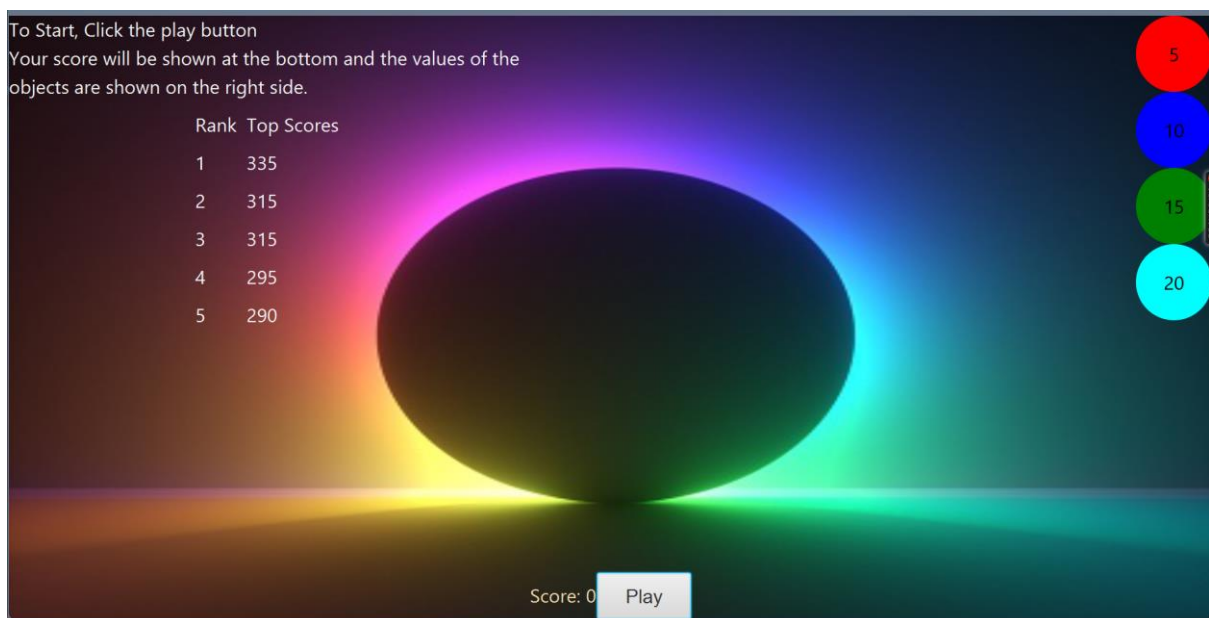 To Start, Click the play button
Your score will be shown at the bottom and the values of the
objects are shown on the right side.
Rank Top Scores
1 335
2 315
3 315
4 295
5 290
5
10
15
20
Score: 0 Play